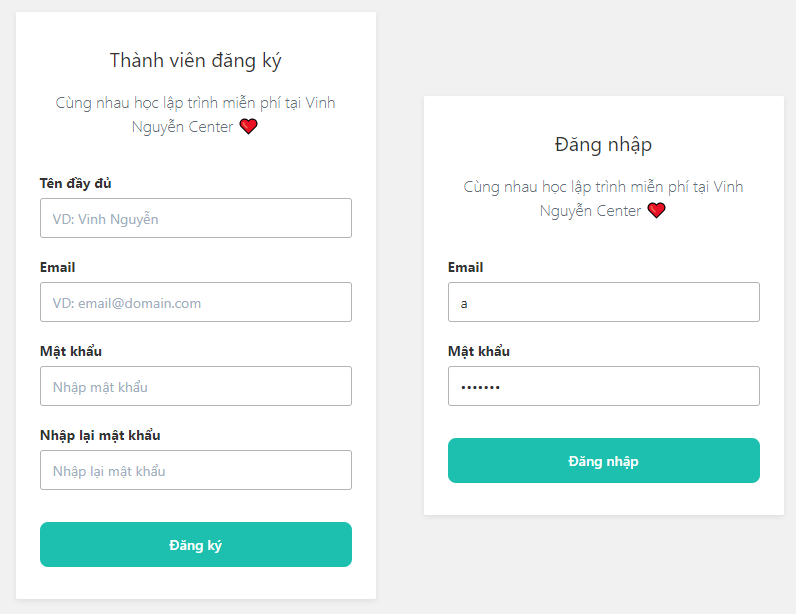 Thành viên đăng ký
Cùng nhau học lập trình miễn phí tại Vinh
Nguyễn Center ❤️
Tên đầy đủ
VD: Vinh Nguyễn
Email
VD: email@domain.com
Mật khẩu
Nhập mật khẩu
Nhập lại mật khẩu
Nhập lại mật khẩu
Đăng ký
Đăng nhập
Cùng nhau học lập trình miễn phí tại Vinh
Nguyễn Center ❤️
Email
a
Mật khẩu
•••••••
Đăng nhập